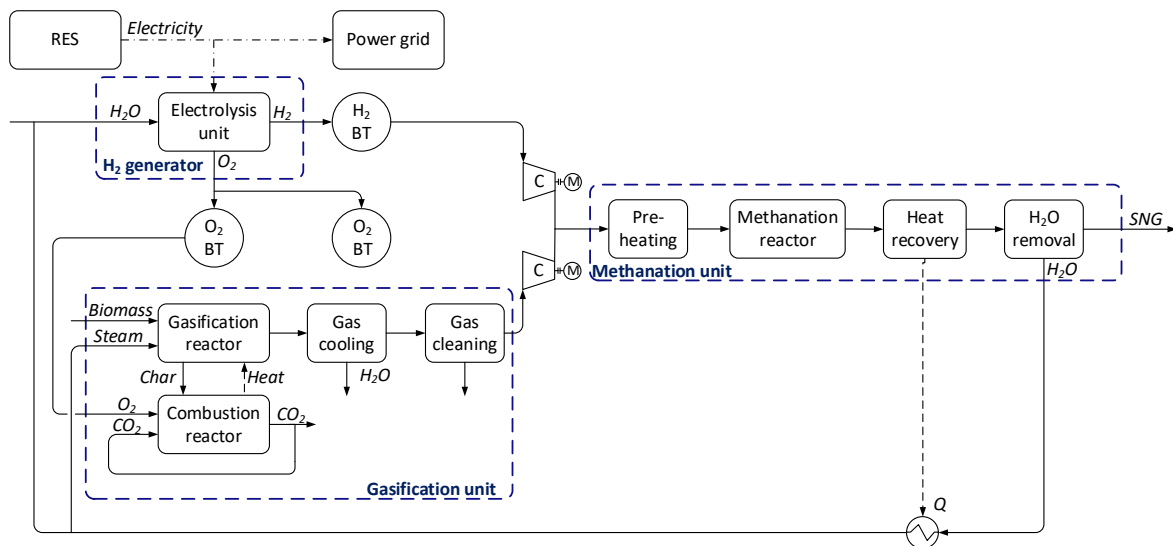 Electricity
RES
Power grid
H₂O
Electrolysis
unit
H₂
H₂
BT
H₂ generator
O₂
C
M
O₂
BT
O₂
BT
Pre-
heating
Methanation
reactor
Heat
recovery
H₂O
removal
SNG
C
M
Methanation unit
H₂O
Biomass
Steam
Gasification
reactor
Gas
cooling
Gas
cleaning
Char
Heat
H₂O
O₂
CO₂
Combustion
reactor
CO₂
Gasification unit
Q